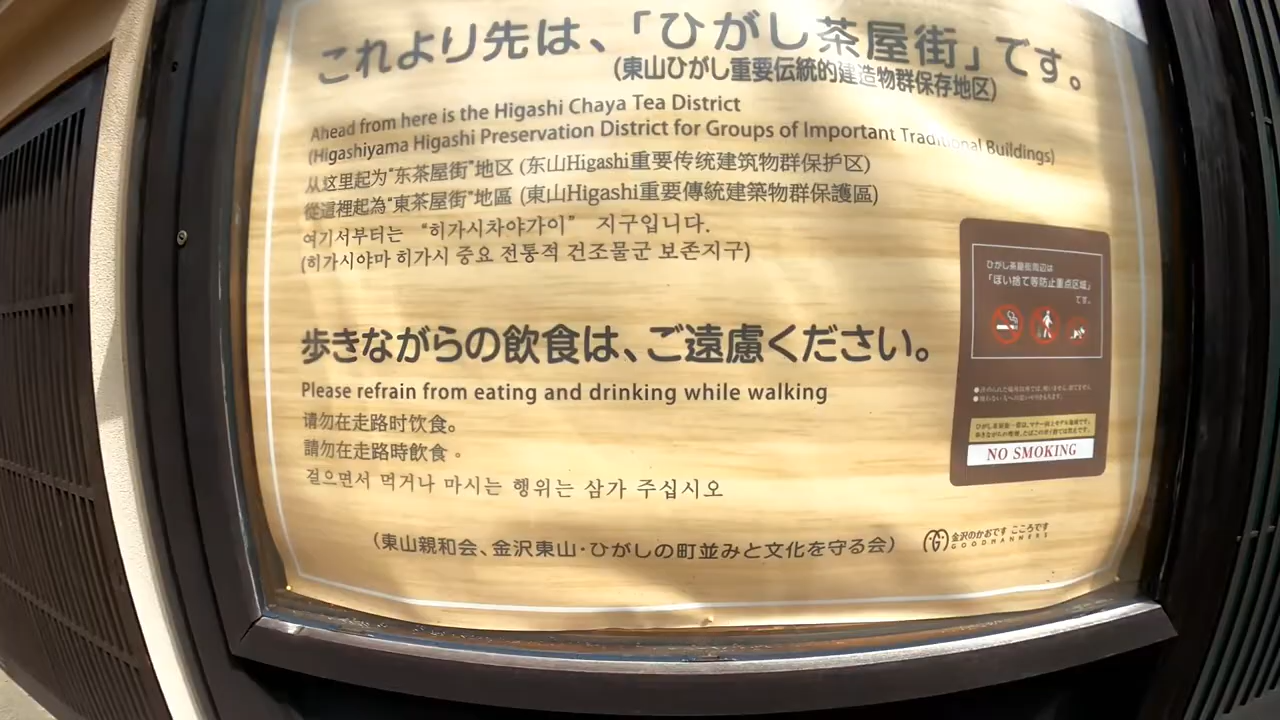 これより先は、「ひがし茶屋街」です。
(東山ひがし重要伝統的建造物群保存地区)
Ahead from here is the Higashi Chaya Tea District
(Higashiyama Higashi Preservation District for Groups of Important Traditional Buildings)
从这里起为"东茶屋街"地区 (东山Higashi重要传统建筑物群保护区)
從這裡起為"東茶屋街"地區 (東山Higashi重要傳統建築物群保護區)
여기서부터는 “히가시차야가이” 지구입니다.
(히가시야마 히가시 중요 전통적 건조물군 보존지구)
ひがし茶屋街周辺は
「ぽい捨て等防止重点区域」
です。
NO SMOKING
歩きながらの飲食は、ご遠慮ください。
Please refrain from eating and drinking while walking
请勿在走路时饮食。
請勿在走路時飲食。
걸으면서 먹거나 마시는 행위는 삼가 주십시오
(東山親和会、金沢東山・ひがしの町並みと文化を守る会)
金沢のかおです こころです
GOODMANNERS